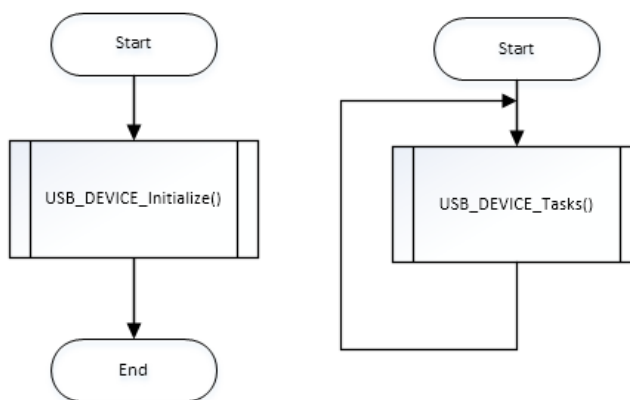 Start
USB_DEVICE_Initialize()
End
Start
USB_DEVICE_Tasks()